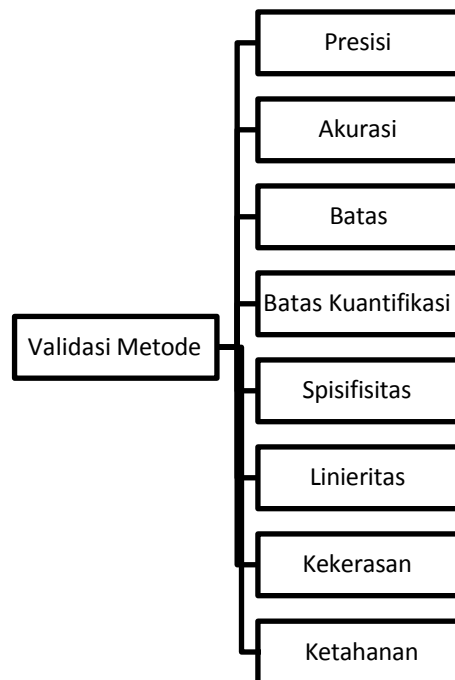 Presisi
Akurasi
Batas
Batas Kuantifikasi
Validasi Metode
Spisifisitas
Linieritas
Kekerasan
Ketahanan